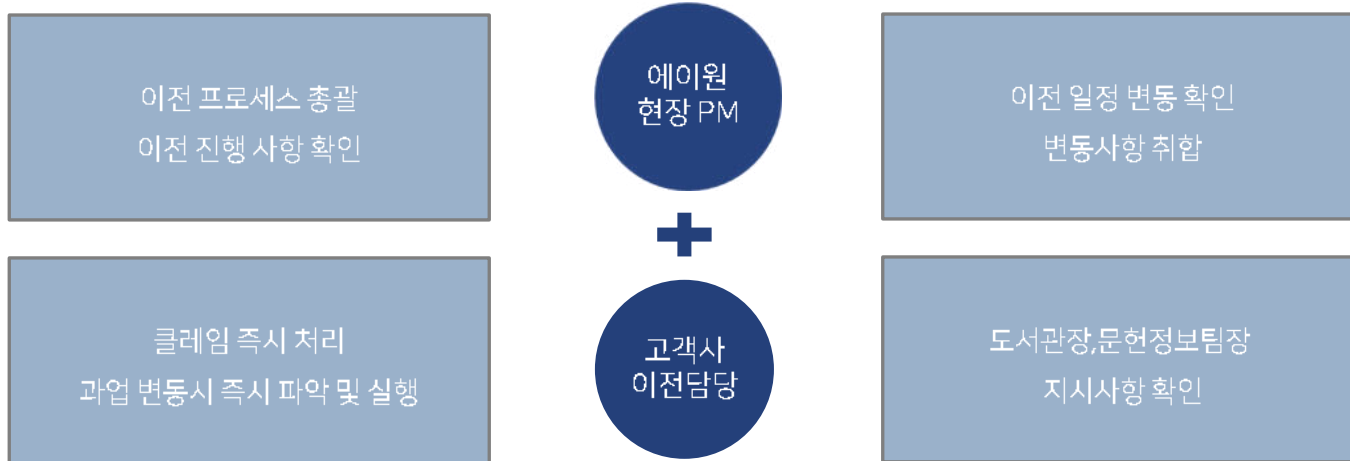 이전 프로세스 총괄
이전 진행 사항 확인
에이원
현장 PM
이전 일정 변동 확인
변동사항 취합
클레임 즉시 처리
과업 변동시 즉시 파악 및 실행
고객사
이전담당
도서관장,문헌정보팀장
지시사항 확인